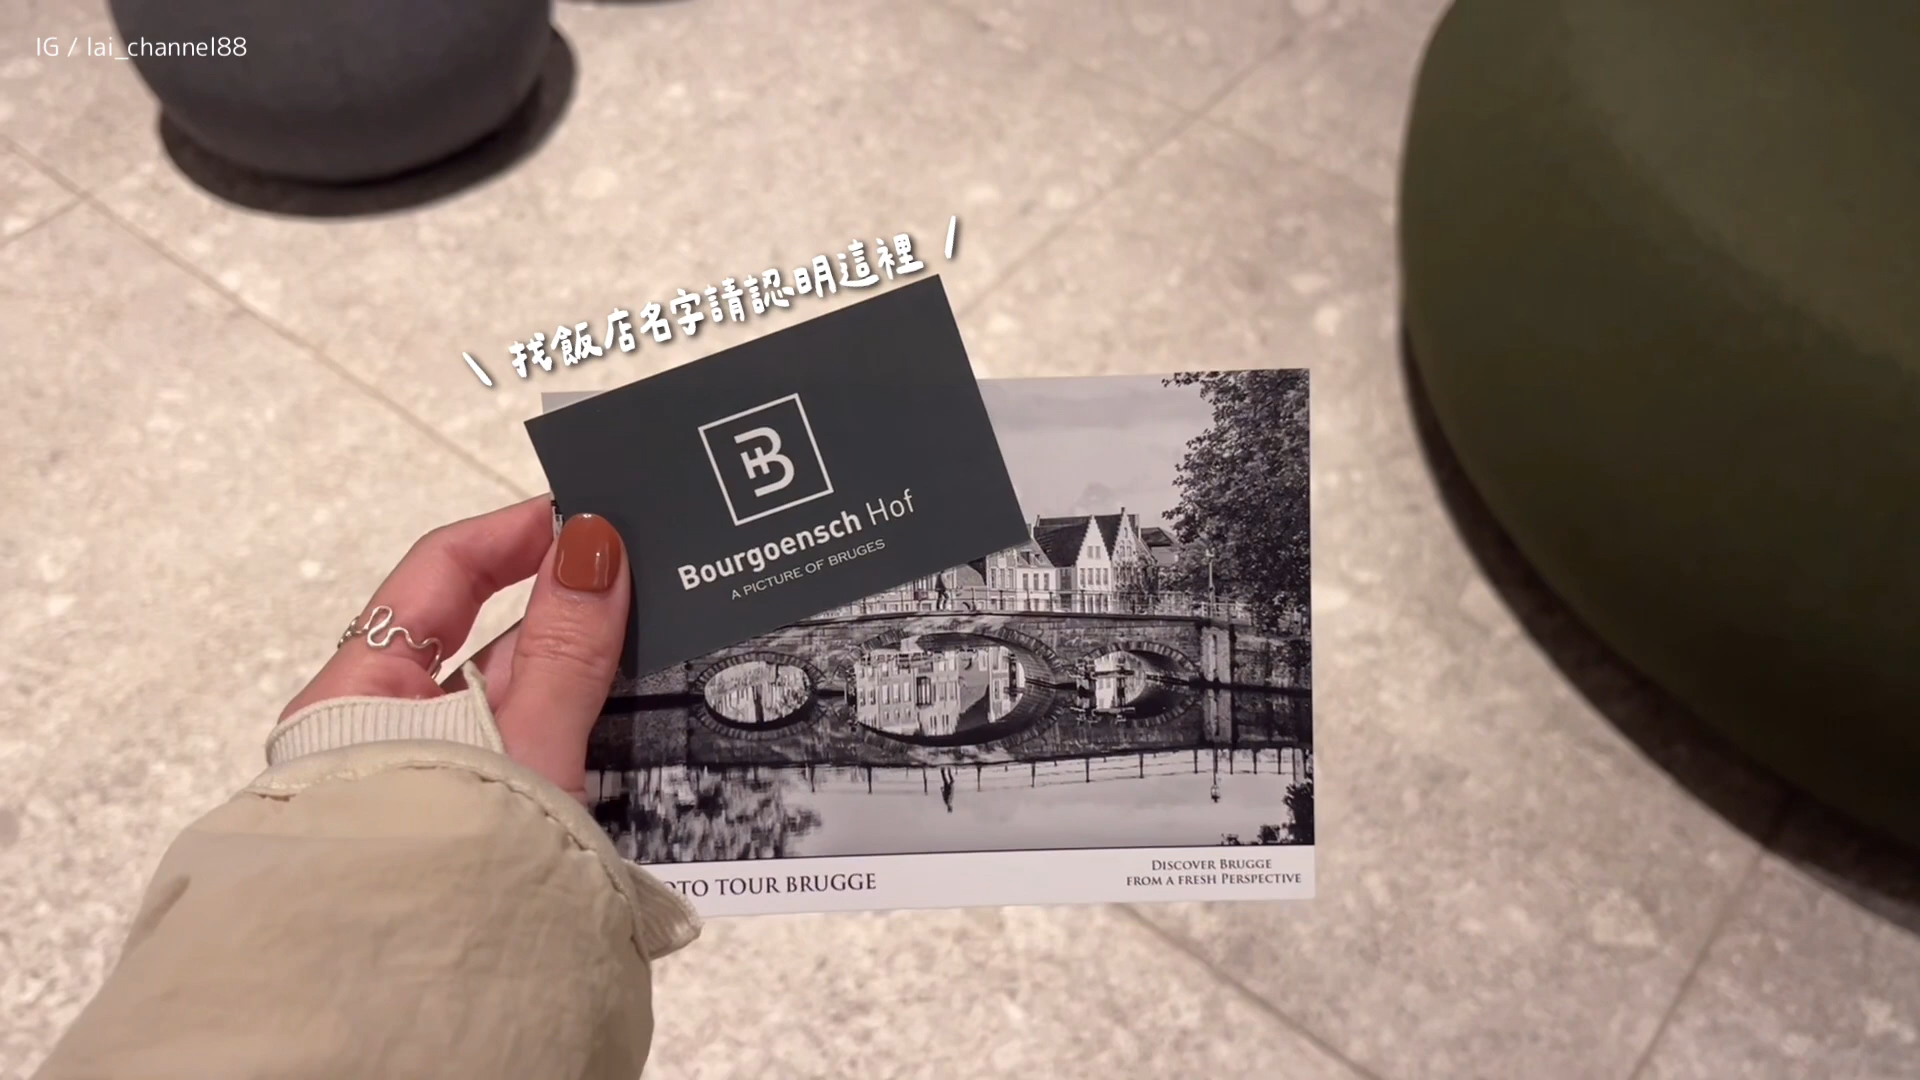 IG / lai_channel88
\ 找飯店名字請認明這裡 /
HB
Bourgoensch Hof
A PICTURE OF BRUGES
TOUR BRUGGE
DISCOVER BRUGGE
FROM A FRESH PERSPECTIVE